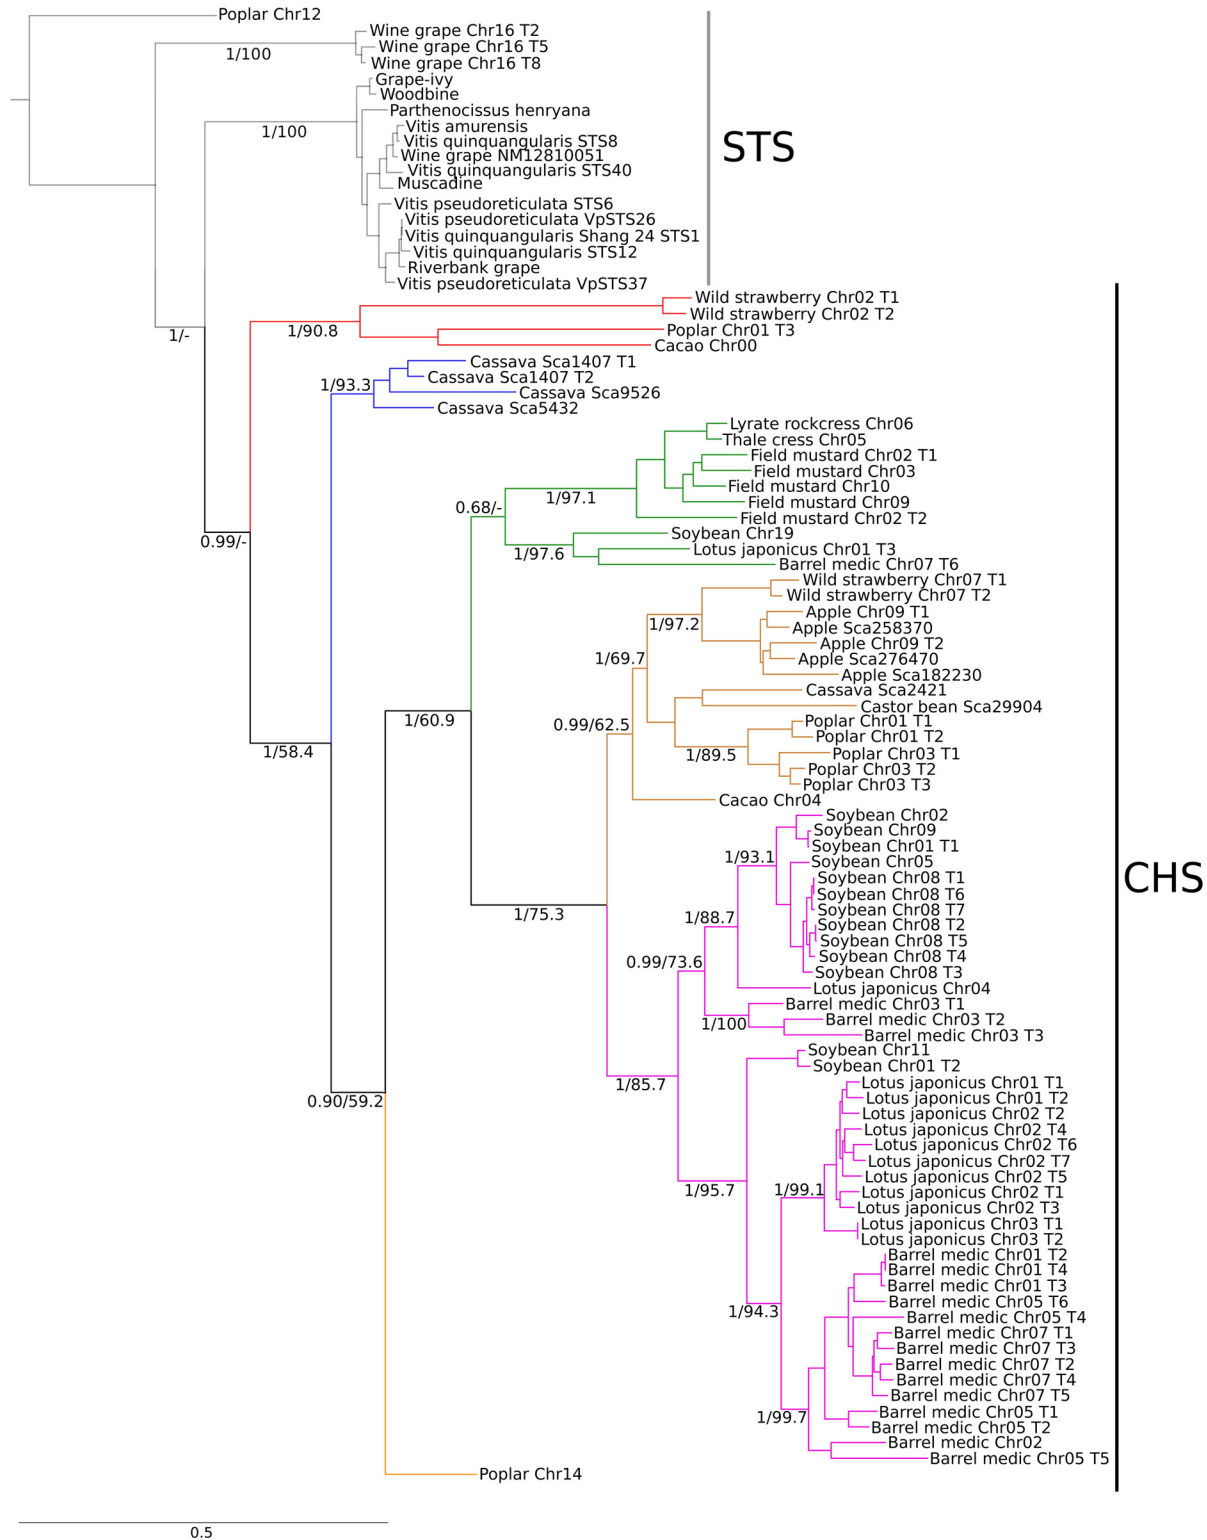 Poplar Chr12
Wine grape Chr16 T2
Wine grape Chr16 T5
1/100
Wine grape Chr16 T8
Grape-ivy
Woodbine
Parthenocissus henryana
Vitis amurensis
1/100
Vitis quinquangularis STS8
STS
Wine grape NM12810051
Vitis quinquangularis STS40
Muscadine
Vitis pseudoreticulata STS6
Vitis pseudoreticulata VpSTS26
Vitis quinquangularis Shang 24 STS1
Vitis quinquangularis STS12
Riverbank grape
Vitis pseudoreticulata VpSTS37
Wild strawberry Chr02 T1
Wild strawberry Chr02 T2
1/90.8
Poplar Chr01 T3
1/-
Cacao Chr00
Cassava Sca1407 T1
Cassava Sca1407 T2
1/93.3
Cassava Sca9526
Cassava Sca5432
Lyrate rockcress Chr06
Thale cress Chr05
Field mustard Chr02 T1
Field mustard Chr03
Field mustard Chr10
1/97.1
Field mustard Chr09
0.68/-
Field mustard Chr02 T2
Soybean Chr19
0.99/-
Lotus japonicus Chr01 T3
1/97.6
Barrel medic Chr07 T6
Wild strawberry Chr07 T1
Wild strawberry Chr07 T2
Apple Chr09 T1
1/97.2
Apple Sca258370
Apple Chr09 T2
1/69.7
Apple Sca276470
Apple Sca182230
Cassava Sca2421
Castor bean Sca29904
1/60.9
Poplar Chr01 T1
0.99/62.5
Poplar Chr01 T2
1/58.4
Poplar Chr03 T1
1/89.5
Poplar Chr03 T2
Poplar Chr03 T3
Cacao Chr04
Soybean Chr02
Soybean Chr09
Soybean Chr01 T1
1/93.1
Soybean Chr05
Soybean Chr08 T1
CHS
Soybean Chr08 T6
Soybean Chr08 T7
1/75.3
1/88.7
Soybean Chr08 T2
Soybean Chr08 T5
Soybean Chr08 T4
0.99/73.6
Soybean Chr08 T3
Lotus japonicus Chr04
Barrel medic Chr03 T1
Barrel medic Chr03 T2
1/100
Barrel medic Chr03 T3
Soybean Chr11
Soybean Chr01 T2
1/85.7
Lotus japonicus Chr01 T1
0.90/59.2
Lotus japonicus Chr01 T2
Lotus japonicus Chr02 T2
Lotus japonicus Chr02 T4
Lotus japonicus Chr02 T6
Lotus japonicus Chr02 T7
Lotus japonicus Chr02 T5
1/95.7
1/99.1
Lotus japonicus Chr02 T1
Lotus japonicus Chr02 T3
Lotus japonicus Chr03 T1
Lotus japonicus Chr03 T2
Barrel medic Chr01 T2
Barrel medic Chr01 T4
Barrel medic Chr01 T3
Barrel medic Chr05 T6
1/94.3
Barrel medic Chr05 T4
Barrel medic Chr07 T1
Barrel medic Chr07 T3
Barrel medic Chr07 T2
Barrel medic Chr07 T4
Barrel medic Chr07 T5
Barrel medic Chr05 T1
1/99.7
Barrel medic Chr05 T2
Barrel medic Chr02
Barrel medic Chr05 T5
Poplar Chr14
0.5